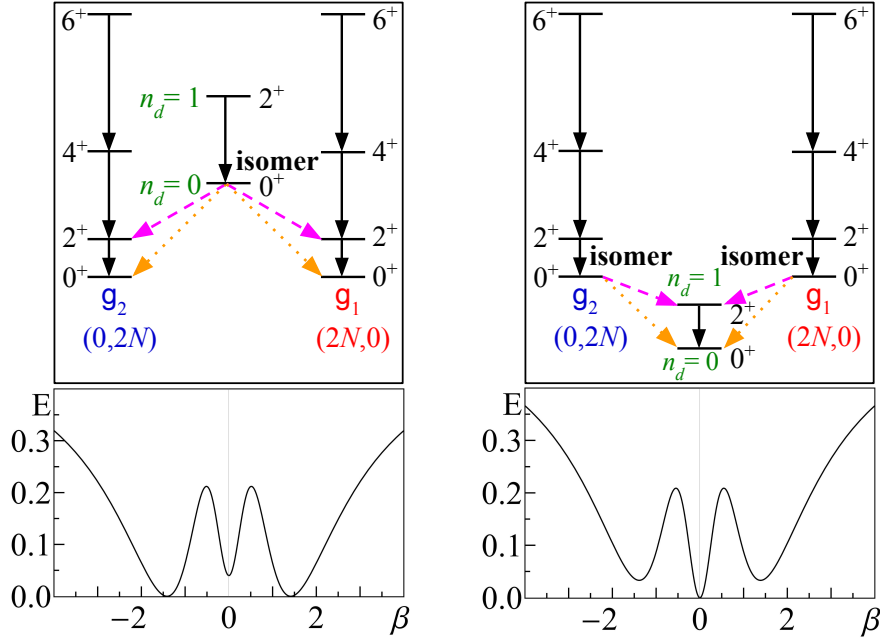 6⁺ 6⁺
n_d = 1 2⁺
4⁺ 4⁺
isomer
n_d = 0 0⁺
2⁺ 2⁺
0⁺ 0⁺
g₂ g₁
(0,2N) (2N,0)
6⁺ 6⁺
4⁺ 4⁺
2⁺ 2⁺
isomer isomer
0⁺ n_d = 1 0⁺
g₂ 2⁺ g₁
(0,2N) 0⁺ (2N,0)
n_d = 0
E
0.3
0.2
0.1
0.0
−2 0 2 β
E
0.3
0.2
0.1
0.0
−2 0 2 β